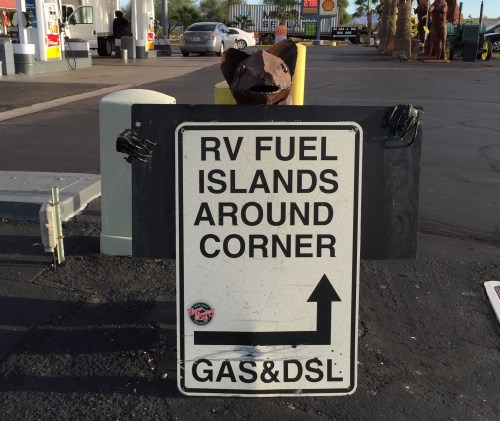 RV FUEL
ISLANDS
AROUND
CORNER
GAS&DSL